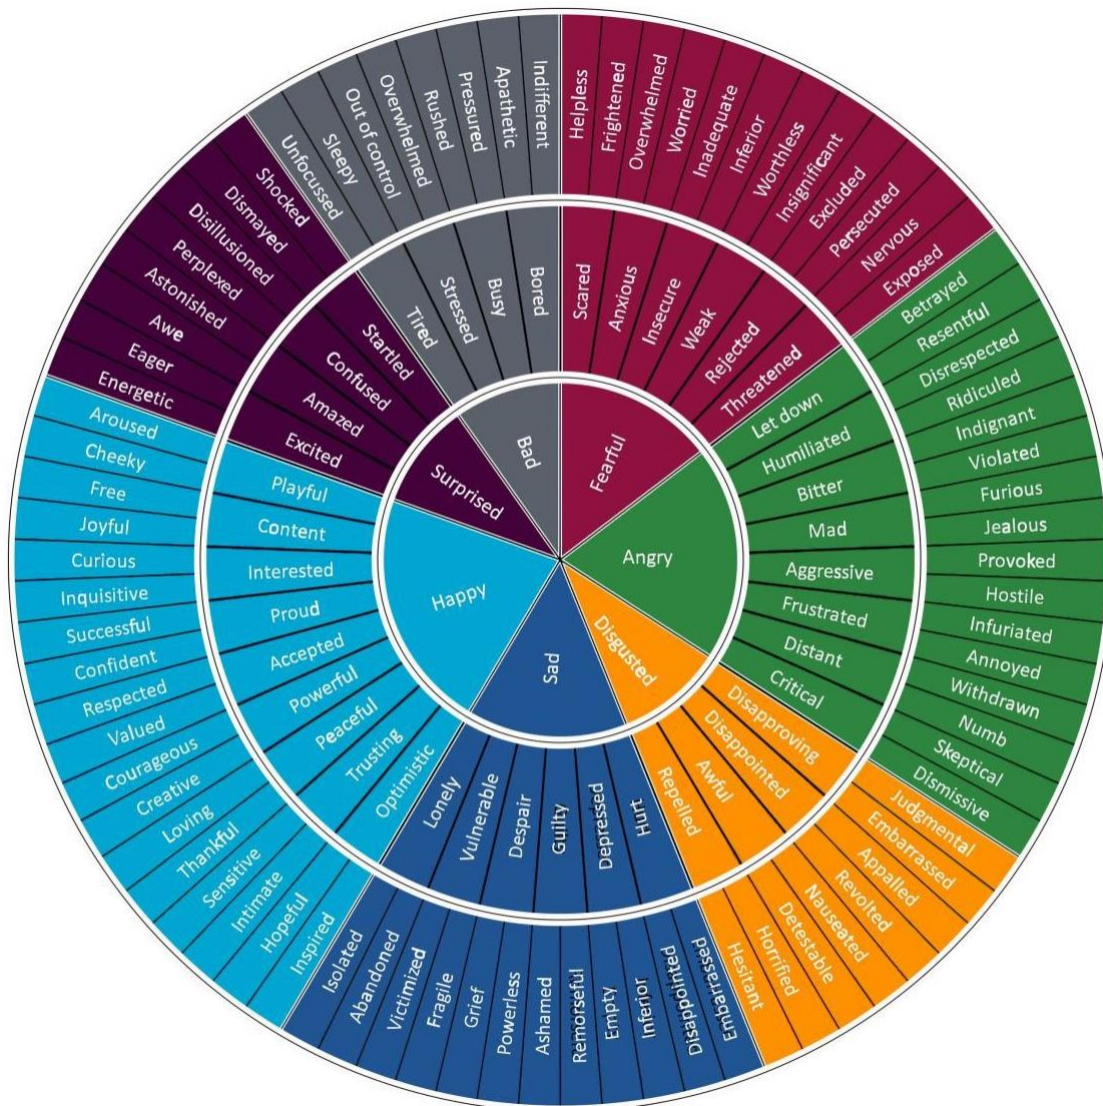 Fearful
Angry
Disgusted
Sad
Happy
Surprised
Bad
Scared
Anxious
Insecure
Weak
Rejected
Threatened
Let down
Humiliated
Bitter
Mad
Aggressive
Frustrated
Distant
Critical
Disapproving
Disappointed
Awful
Repelled
Hurt
Depressed
Guilty
Despair
Vulnerable
Lonely
Optimistic
Trusting
Peaceful
Powerful
Accepted
Proud
Interested
Content
Playful
Excited
Amazed
Confused
Startled
Tired
Stressed
Busy
Bored
Helpless
Frightened
Overwhelmed
Worried
Inadequate
Inferior
Worthless
Insignificant
Excluded
Persecuted
Nervous
Exposed
Betrayed
Resentful
Disrespected
Ridiculed
Indignant
Violated
Furious
Jealous
Provoked
Hostile
Infuriated
Annoyed
Withdrawn
Numb
Skeptical
Dismissive
Judgmental
Embarrassed
Appalled
Revolted
Nauseated
Detestable
Horrified
Hesitant
Embarrassed
Disappointed
Inferior
Empty
Remorseful
Ashamed
Powerless
Grief
Fragile
Victimized
Abandoned
Isolated
Inspired
Hopeful
Intimate
Sensitive
Thankful
Loving
Creative
Courageous
Valued
Respected
Confident
Successful
Inquisitive
Curious
Joyful
Free
Cheeky
Aroused
Energetic
Eager
Awe
Astonished
Perplexed
Disillusioned
Dismayed
Shocked
Unfocussed
Sleepy
Out of control
Overwhelmed
Rushed
Pressured
Apathetic
Indifferent